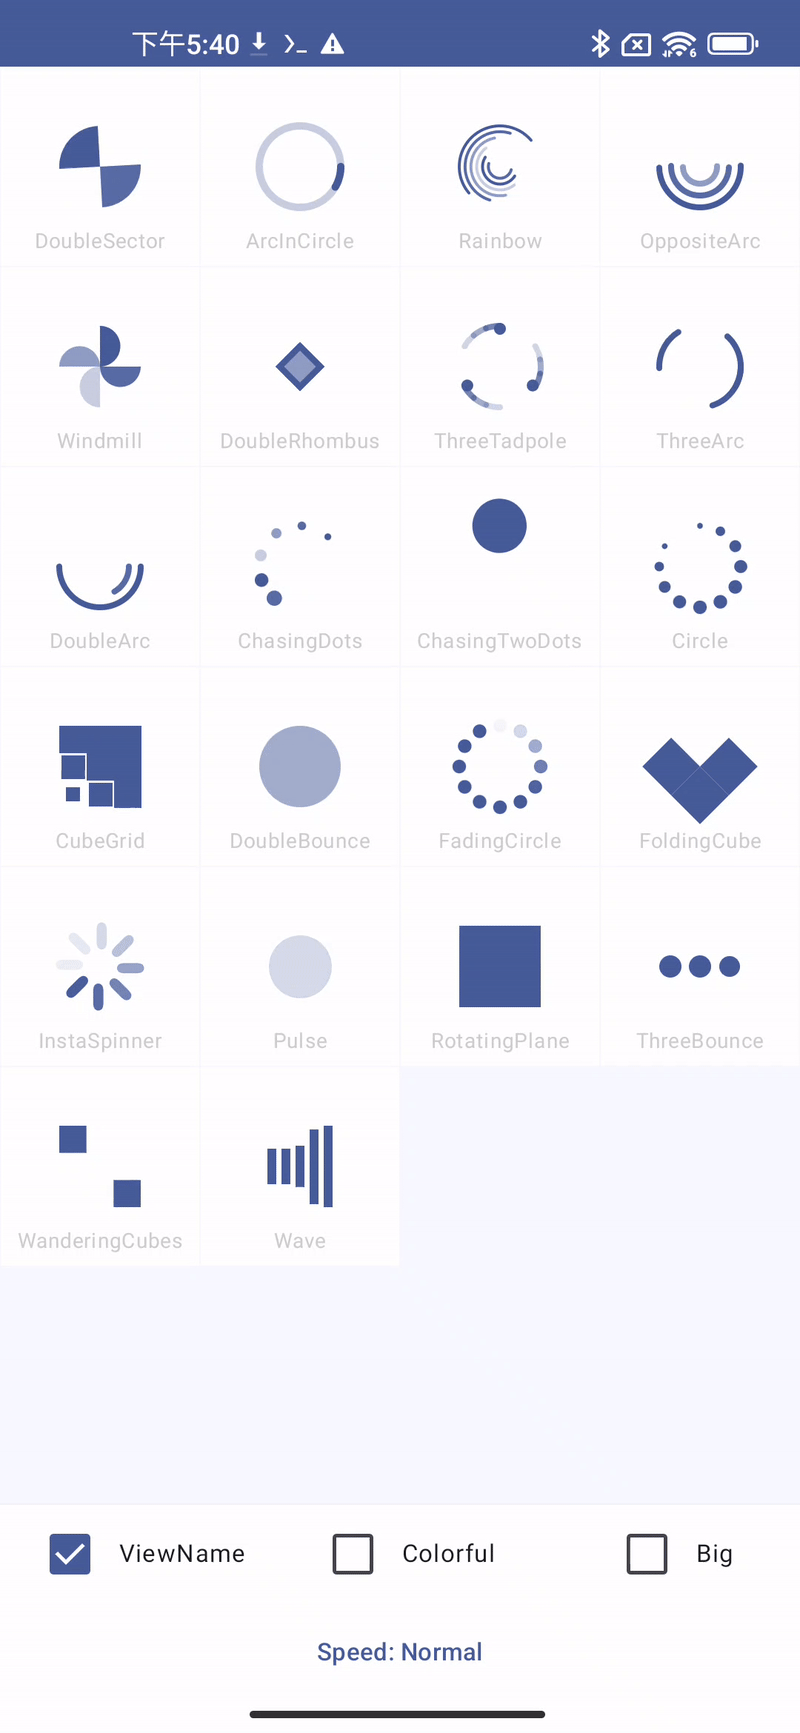 下午5:40
6
DoubleSector ArcInCircle Rainbow OppositeArc
Windmill DoubleRhombus ThreeTadpole ThreeArc
DoubleArc ChasingDots ChasingTwoDots Circle
CubeGrid DoubleBounce FadingCircle FoldingCube
InstaSpinner Pulse RotatingPlane ThreeBounce
WanderingCubes Wave
ViewName Colorful Big
Speed: Normal